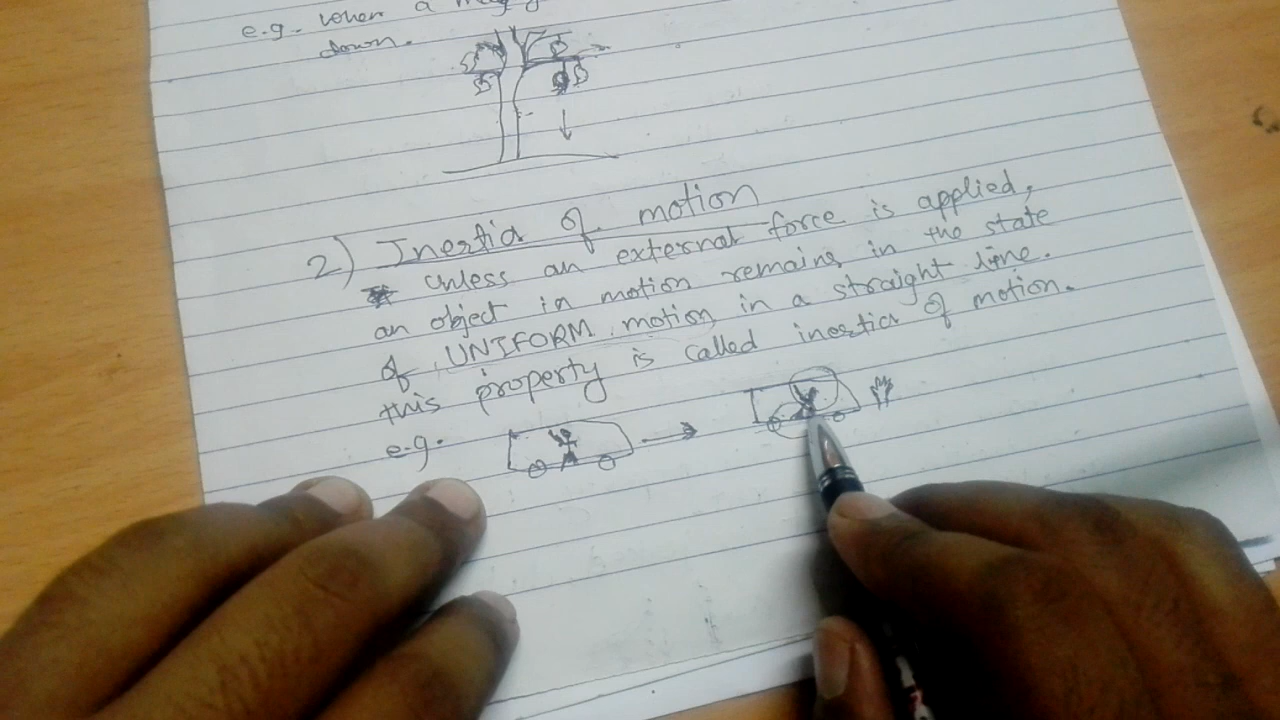 e.g. when a
down.
2) Inertia of motion
unless an external force is applied,
an object in motion remains in the state
of UNIFORM motion in a straight line.
this property is called inertia of motion.
e.g.